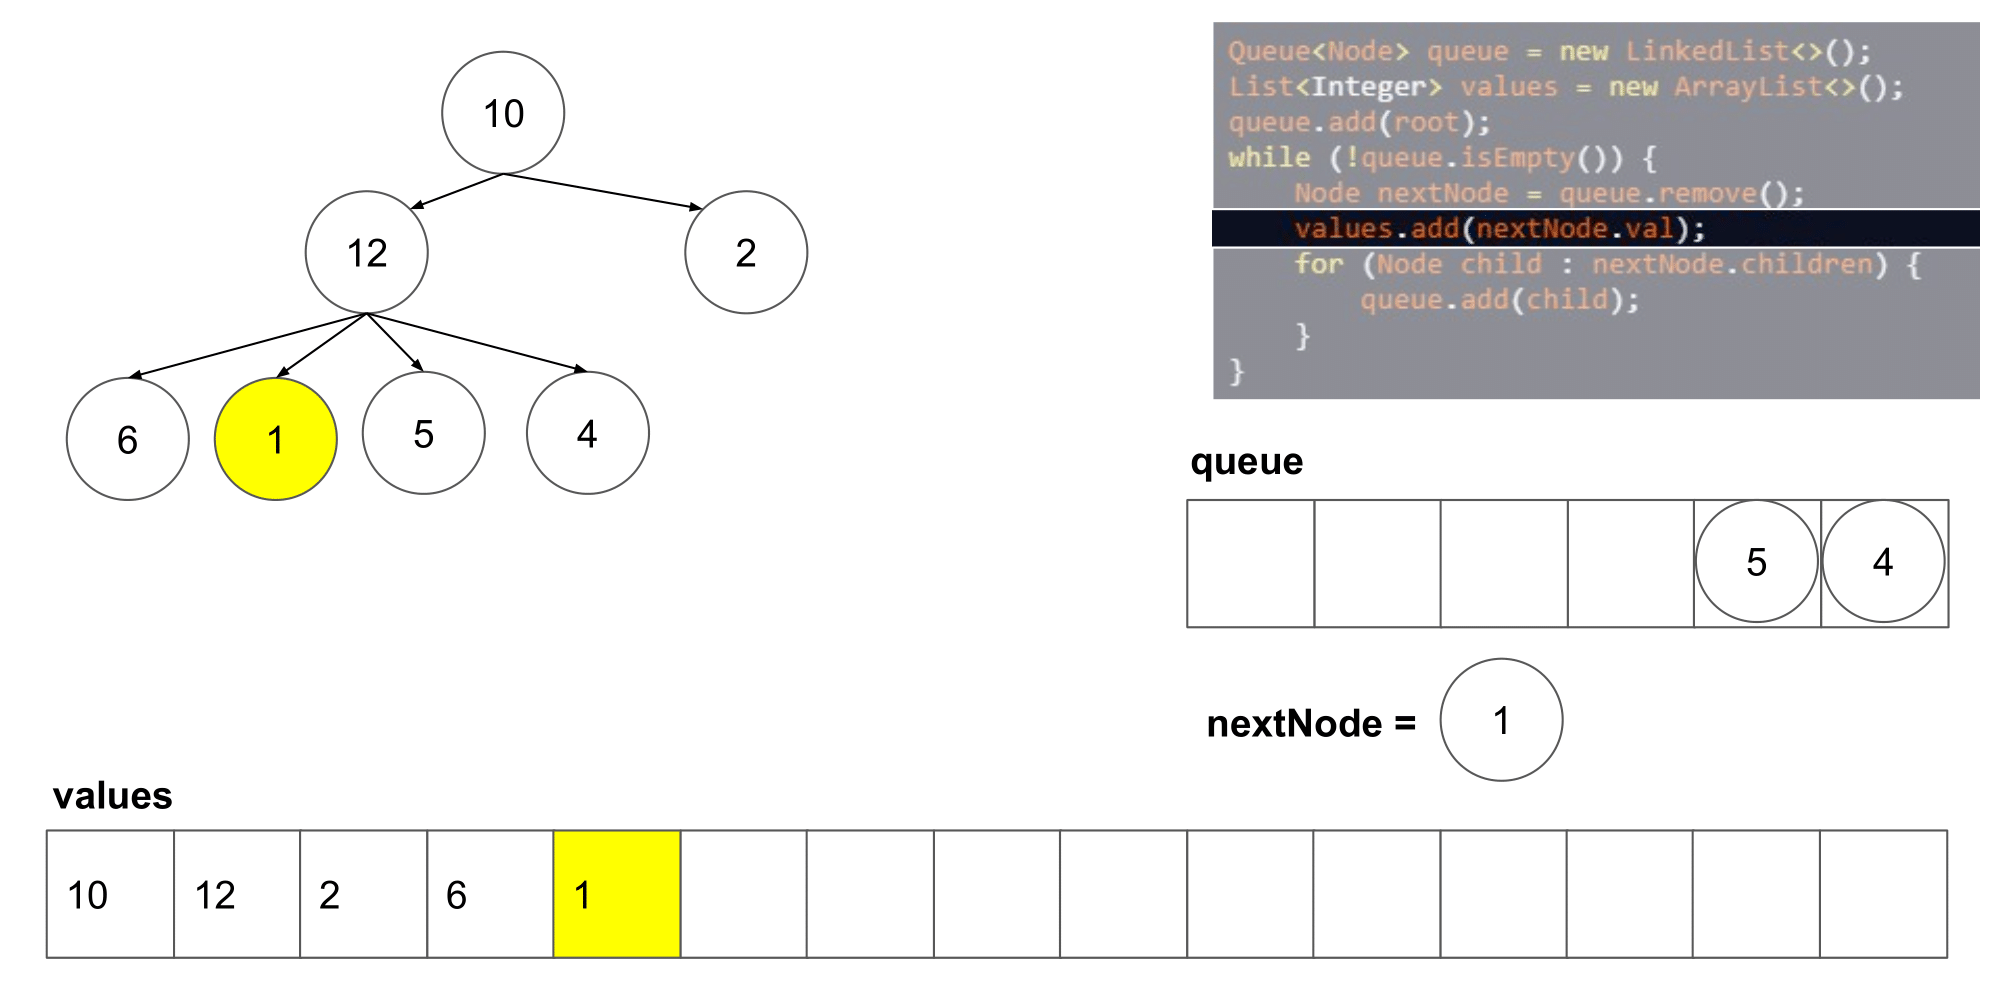 10
12
2
6
1
5
4
Queue<Node> queue = new LinkedList<>();
List<Integer> values = new ArrayList<>();
queue.add(root);
while (!queue.isEmpty()) {
    Node nextNode = queue.remove();
    values.add(nextNode.val);
    for (Node child : nextNode.children) {
        queue.add(child);
    }
}
queue
5 4
nextNode = 1
values
10 12 2 6 1